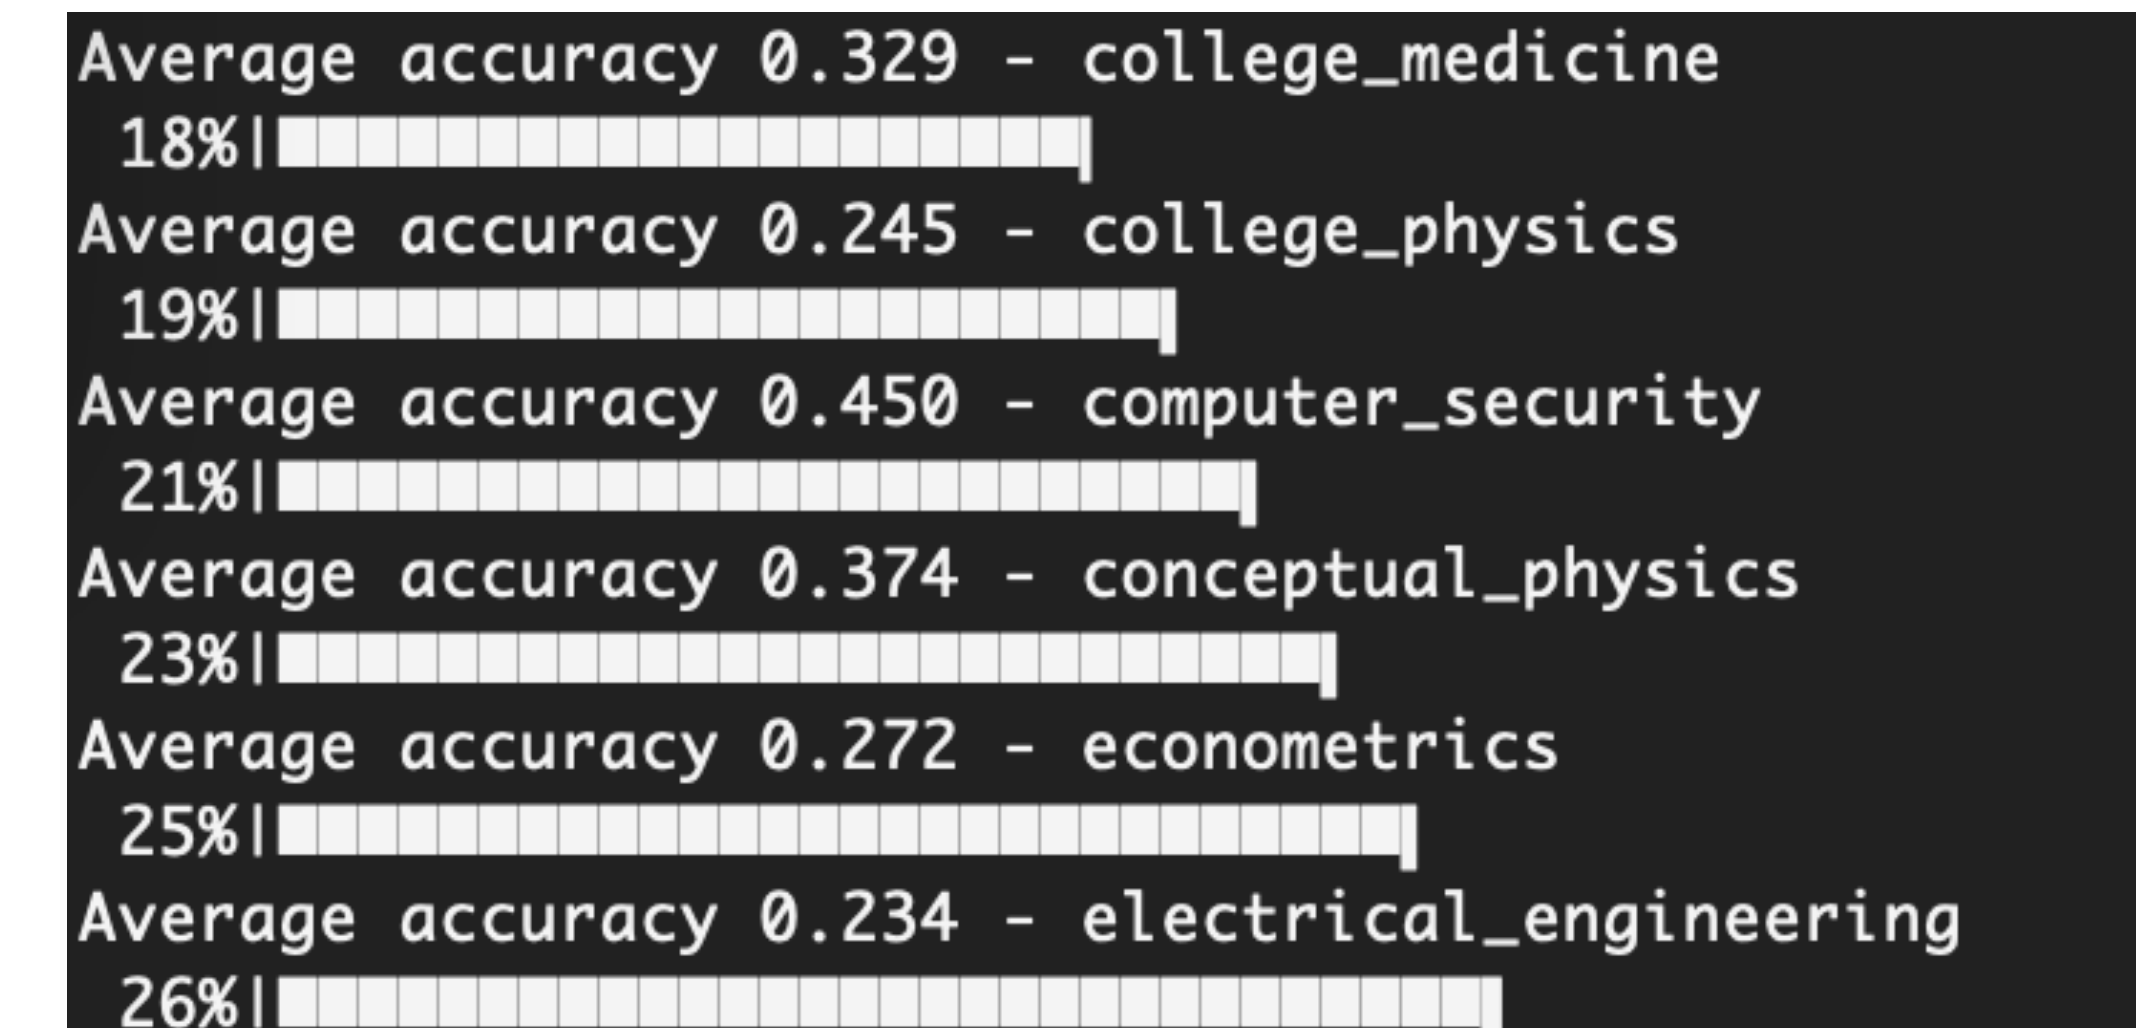 Average accuracy 0.329 - college_medicine
18%|
Average accuracy 0.245 - college_physics
19%|
Average accuracy 0.450 - computer_security
21%|
Average accuracy 0.374 - conceptual_physics
23%|
Average accuracy 0.272 - econometrics
25%|
Average accuracy 0.234 - electrical_engineering
26%|